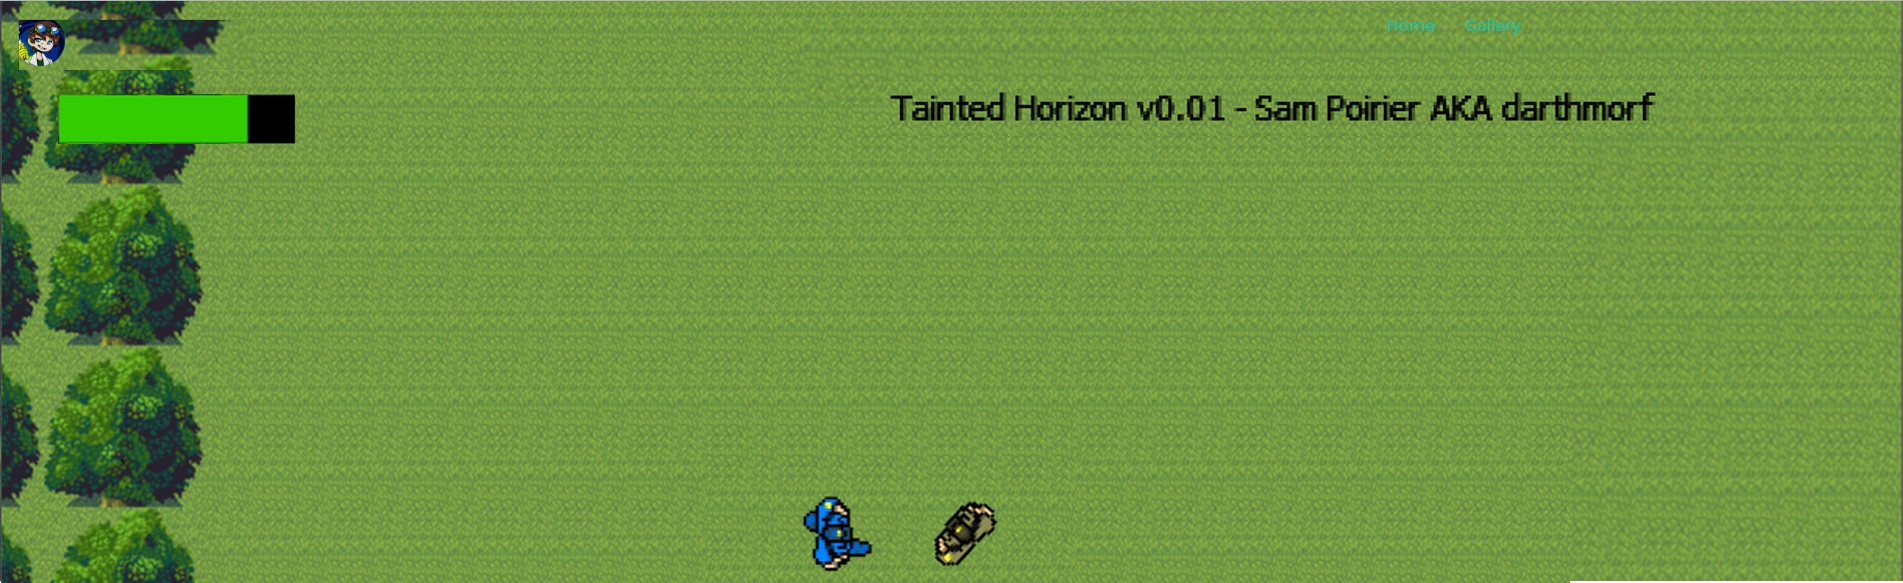 Home Gallery
Tainted Horizon v0.01 - Sam Poirier AKA darthmorf